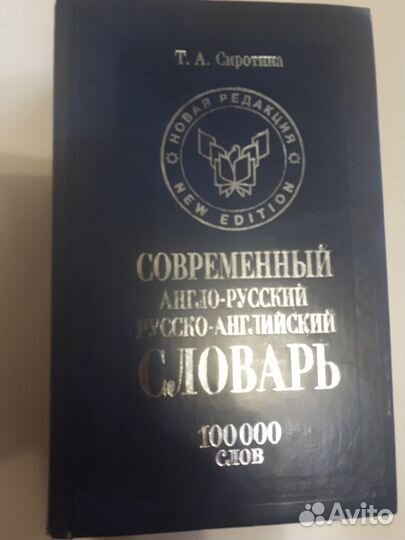 Т. А. Сиротина
НОВАЯ РЕДАКЦИЯ
NEW EDITION
СОВРЕМЕННЫЙ
АНГЛО-РУССКИЙ
РУССКО-АНГЛИЙСКИЙ
СЛОВАРЬ
100 000
СЛОВ
Avito